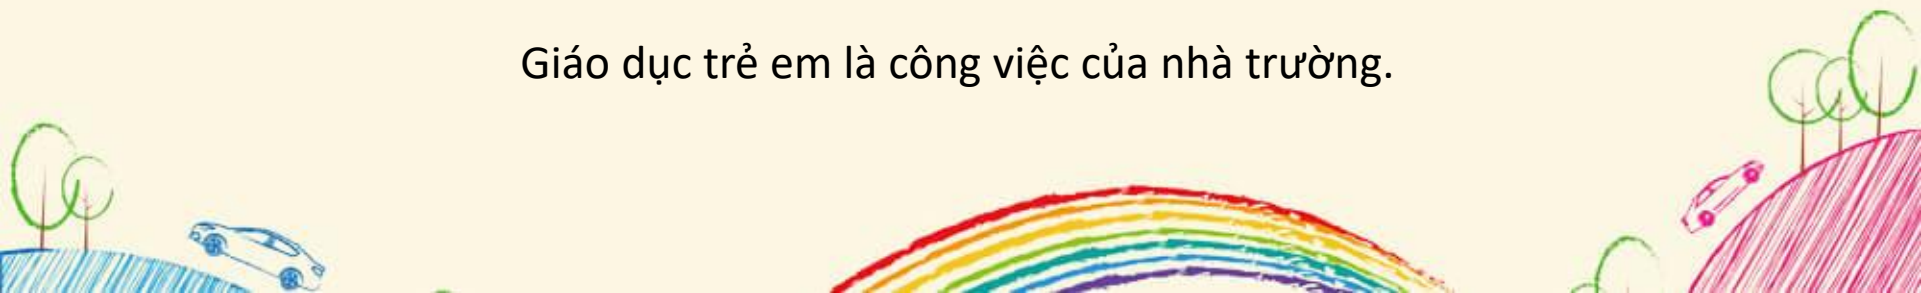 Giáo dục trẻ em là công việc của nhà trường.